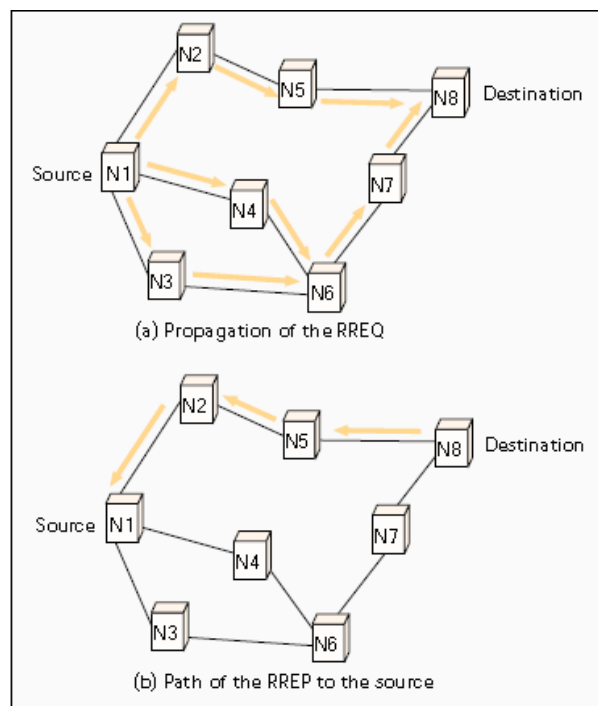 N2
N5
N8
Destination
Source
N1
N7
N4
N3
N6
(a) Propagation of the RREQ
N2
N5
N8
Destination
Source
N1
N7
N4
N3
N6
(b) Path of the RREP to the source